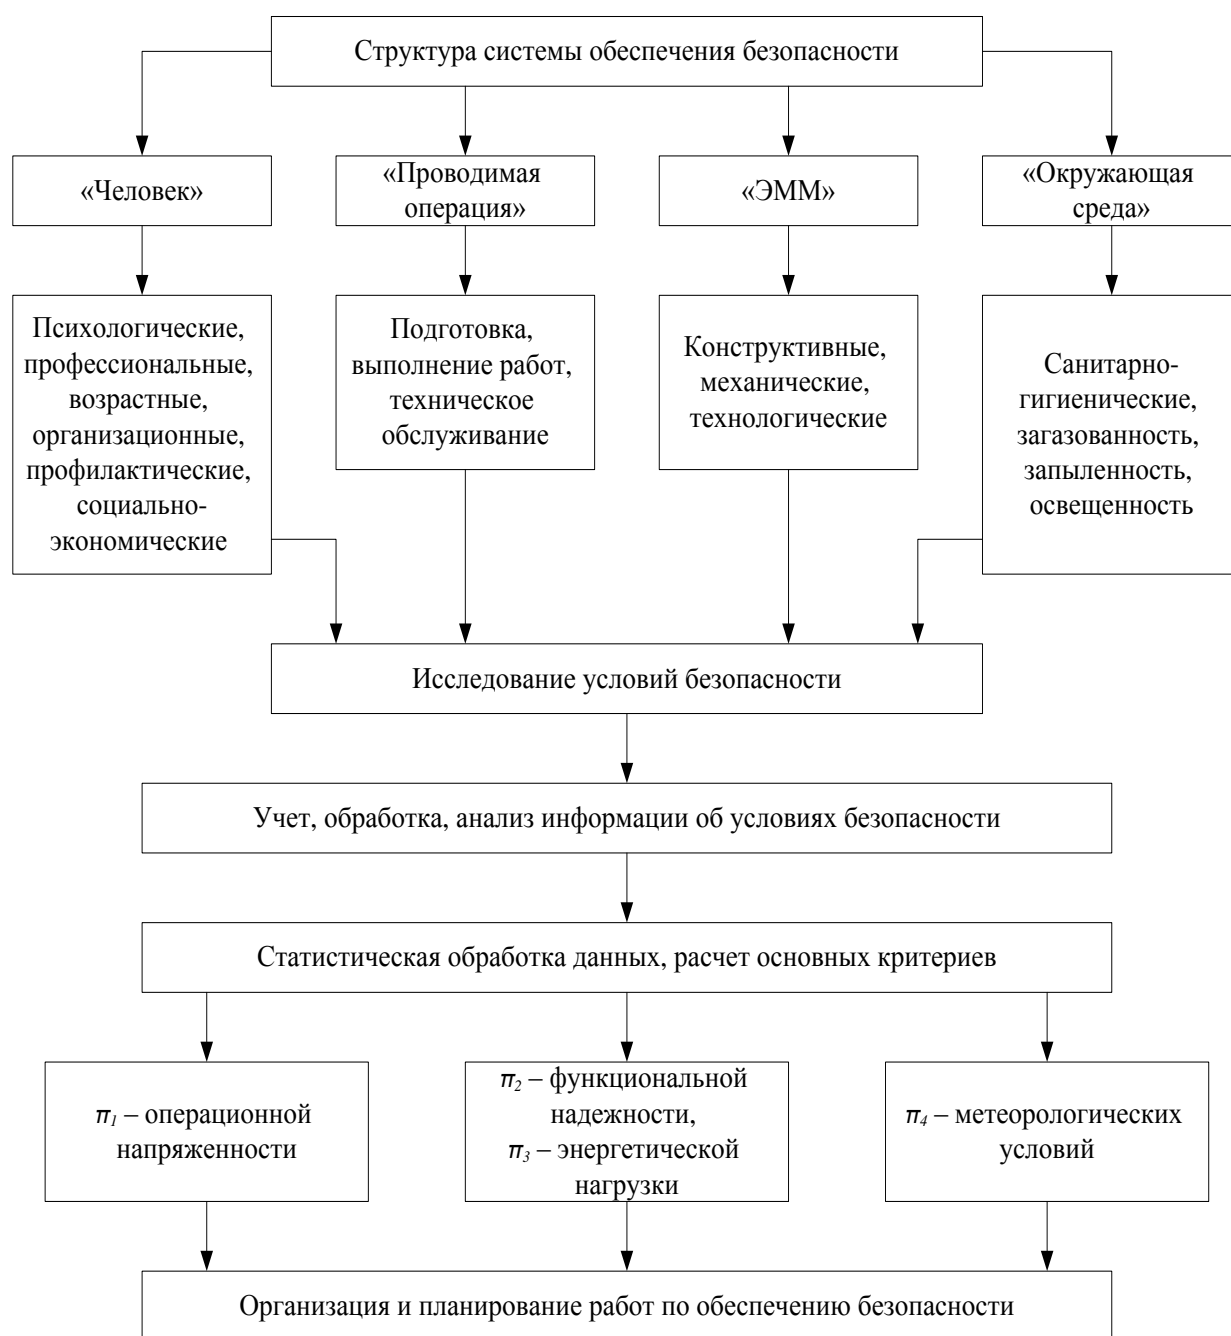 Структура системы обеспечения безопасности
«Человек»
«Проводимая
операция»
«ЭММ»
«Окружающая
среда»
Психологические,
профессиональные,
возрастные,
организационные,
профилактические,
социально-
экономические
Подготовка,
выполнение работ,
техническое
обслуживание
Конструктивные,
механические,
технологические
Санитарно-
гигиенические,
загазованность,
запыленность,
освещенность
Исследование условий безопасности
Учет, обработка, анализ информации об условиях безопасности
Статистическая обработка данных, расчет основных критериев
π₁ – операционной
напряженности
π₂ – функциональной
надежности,
π₃ – энергетической
нагрузки
π₄ – метеорологических
условий
Организация и планирование работ по обеспечению безопасности